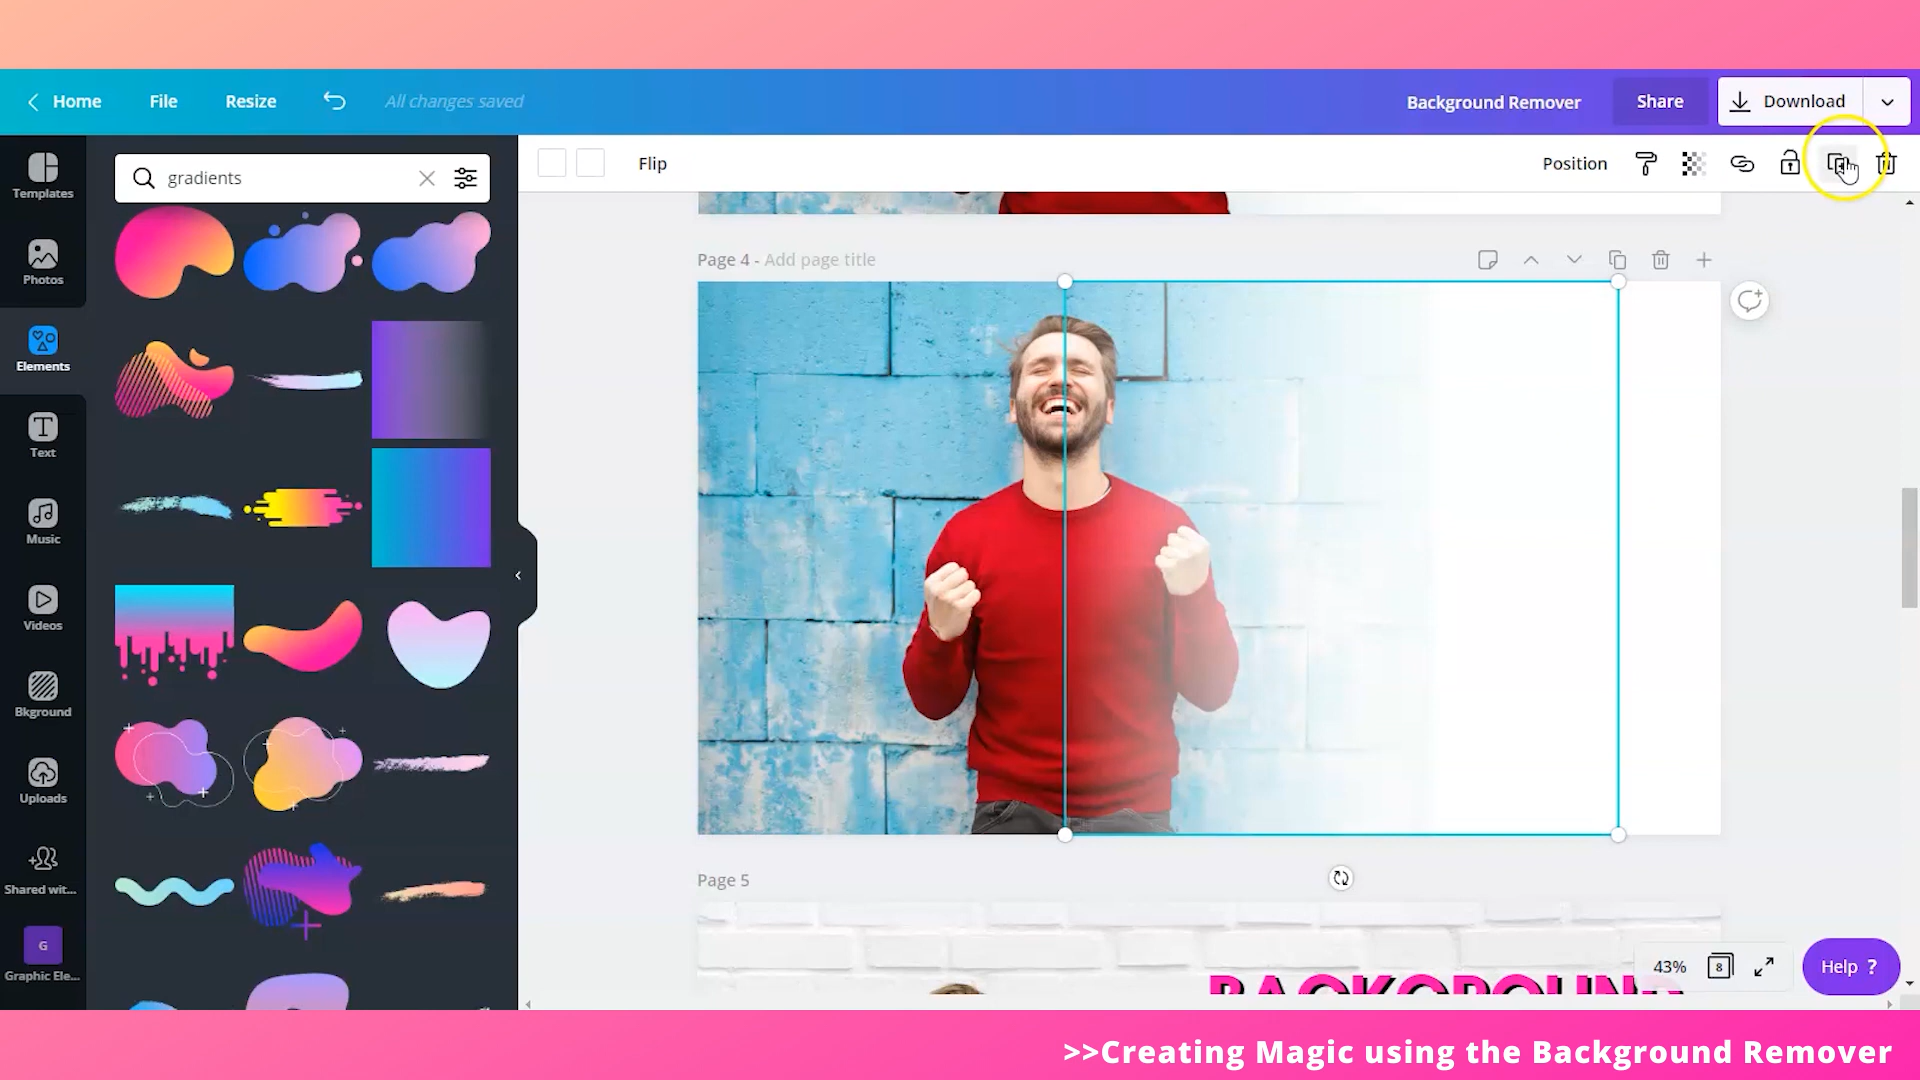 Home
File
Resize
All changes saved
Background Remover
Share
Download
Templates
gradients
Flip
Position
Photos
Page 4 - Add page title
Elements
Text
Music
Videos
Bkground
Uploads
Shared wit...
Page 5
G
Graphic Ele...
BACKGROUND
43%
8
Help ?
>>Creating Magic using the Background Remover